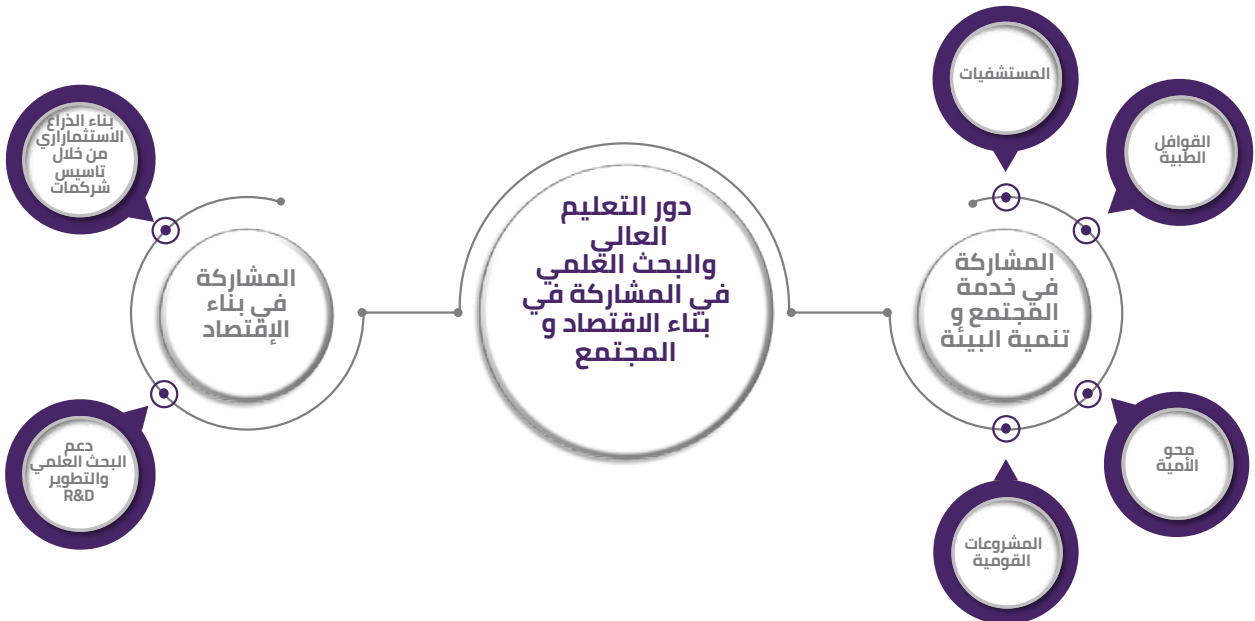 دور التعليم
العالي
والبحث العلمي
في المشاركة في
بناء الاقتصاد و
المجتمع
المشاركة
في خدمة
المجتمع و
تنمية البيئة
المستشفيات
القوافل
الطبية
محو
الأمية
المشروعات
القومية
المشاركة
في بناء
الإقتصاد
بناء الذراع
الاستثماراري
من خلال
تاسيس
شركمات
دعم
البحث العلمي
والتطوير
R&D